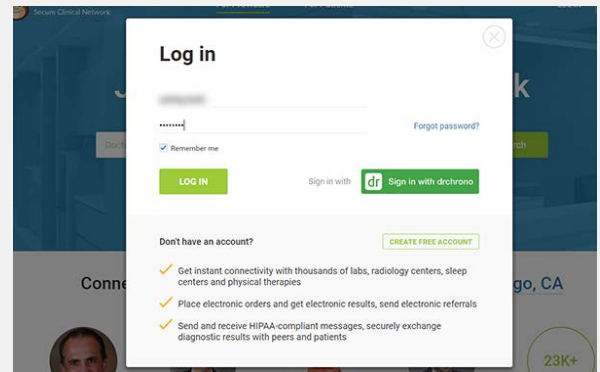 Secure Clinical Network
Log in
Forgot password?
Remember me
LOG IN
Sign in with
dr Sign in with drchrono
Don't have an account?
CREATE FREE ACCOUNT
Get instant connectivity with thousands of labs, radiology centers, sleep
centers and physical therapies
Place electronic orders and get electronic results, send electronic referrals
Send and receive HIPAA-compliant messages, securely exchange
diagnostic results with peers and patients
Conne
go, CA
23K+